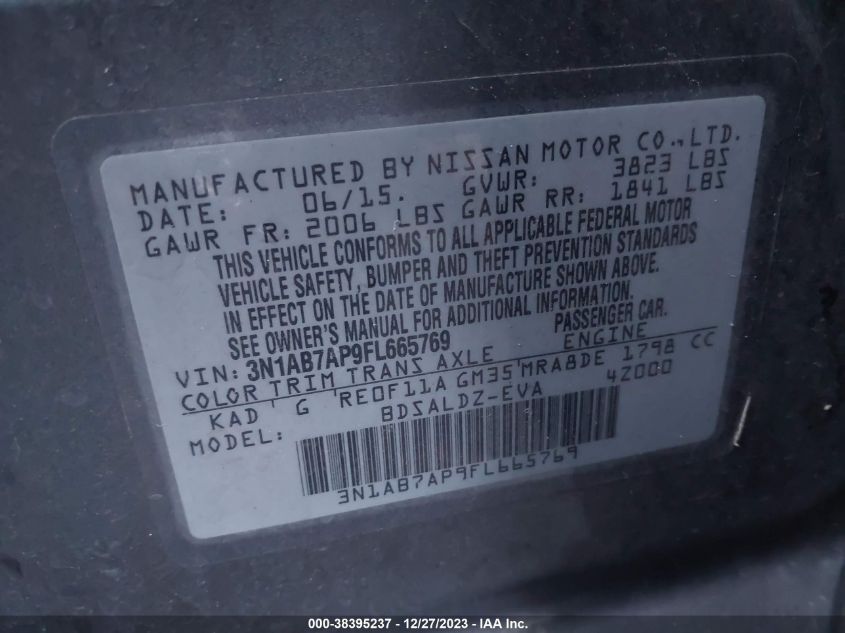 MANUFACTURED BY NISSAN MOTOR CO.,LTD.
DATE: 06/15. GVWR: 3823 LBS
GAWR FR: 2006 LBS GAWR RR: 1841 LBS
THIS VEHICLE CONFORMS TO ALL APPLICABLE FEDERAL MOTOR
VEHICLE SAFETY, BUMPER AND THEFT PREVENTION STANDARDS
IN EFFECT ON THE DATE OF MANUFACTURE SHOWN ABOVE.
SEE OWNER'S MANUAL FOR ADDITIONAL INFORMATION.
VIN: 3N1AB7AP9FL665769 PASSENGER CAR.
COLOR TRIM TRANS AXLE ENGINE
KAD ' G 'RE0F11A GM35'MRA8DE 1798 CC
MODEL: BDSALDZ-EVA 4Z000
3N1AB7AP9FL665769
000-38395237 - 12/27/2023 - IAAI.com